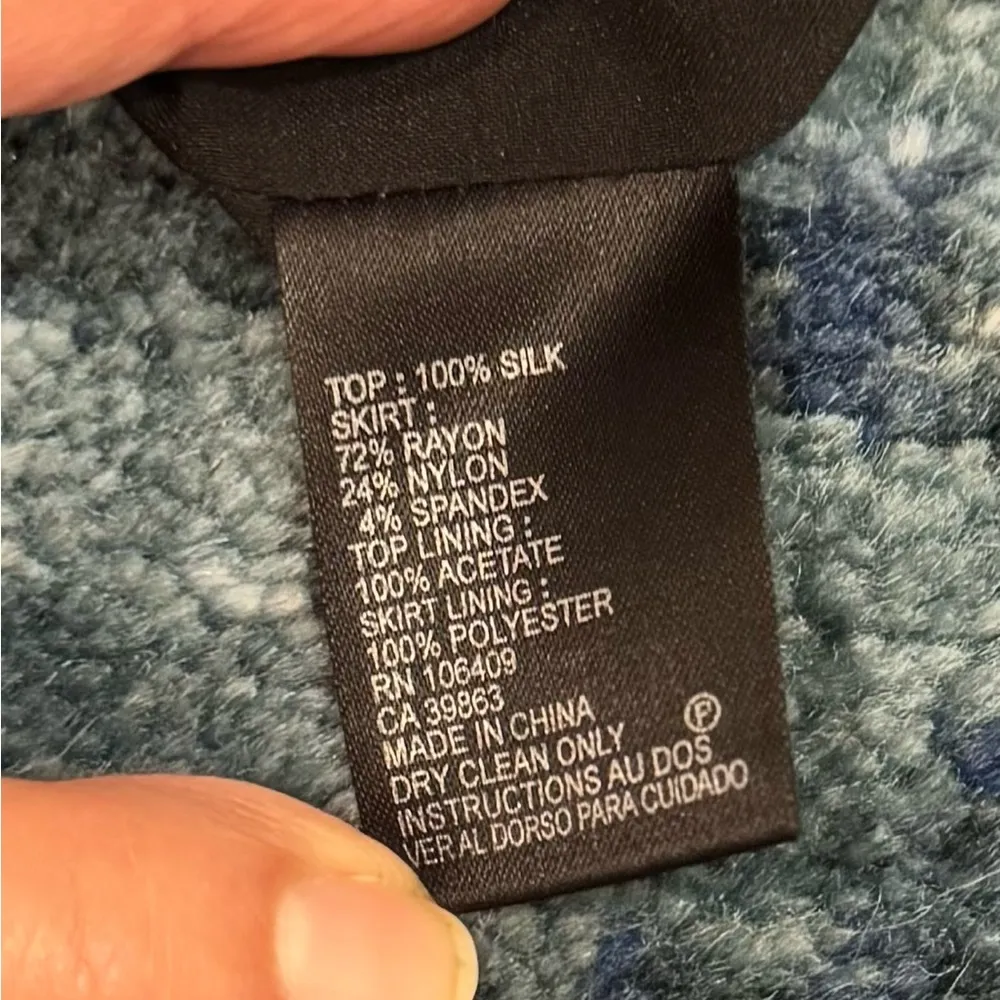 TOP : 100% SILK
SKIRT :
72% RAYON
24% NYLON
4% SPANDEX
TOP LINING :
100% ACETATE
SKIRT LINING :
100% POLYESTER
RN 106409
CA 39863
MADE IN CHINA
DRY CLEAN ONLY Ⓟ
INSTRUCTIONS AU DOS
VER AL DORSO PARA CUIDADO